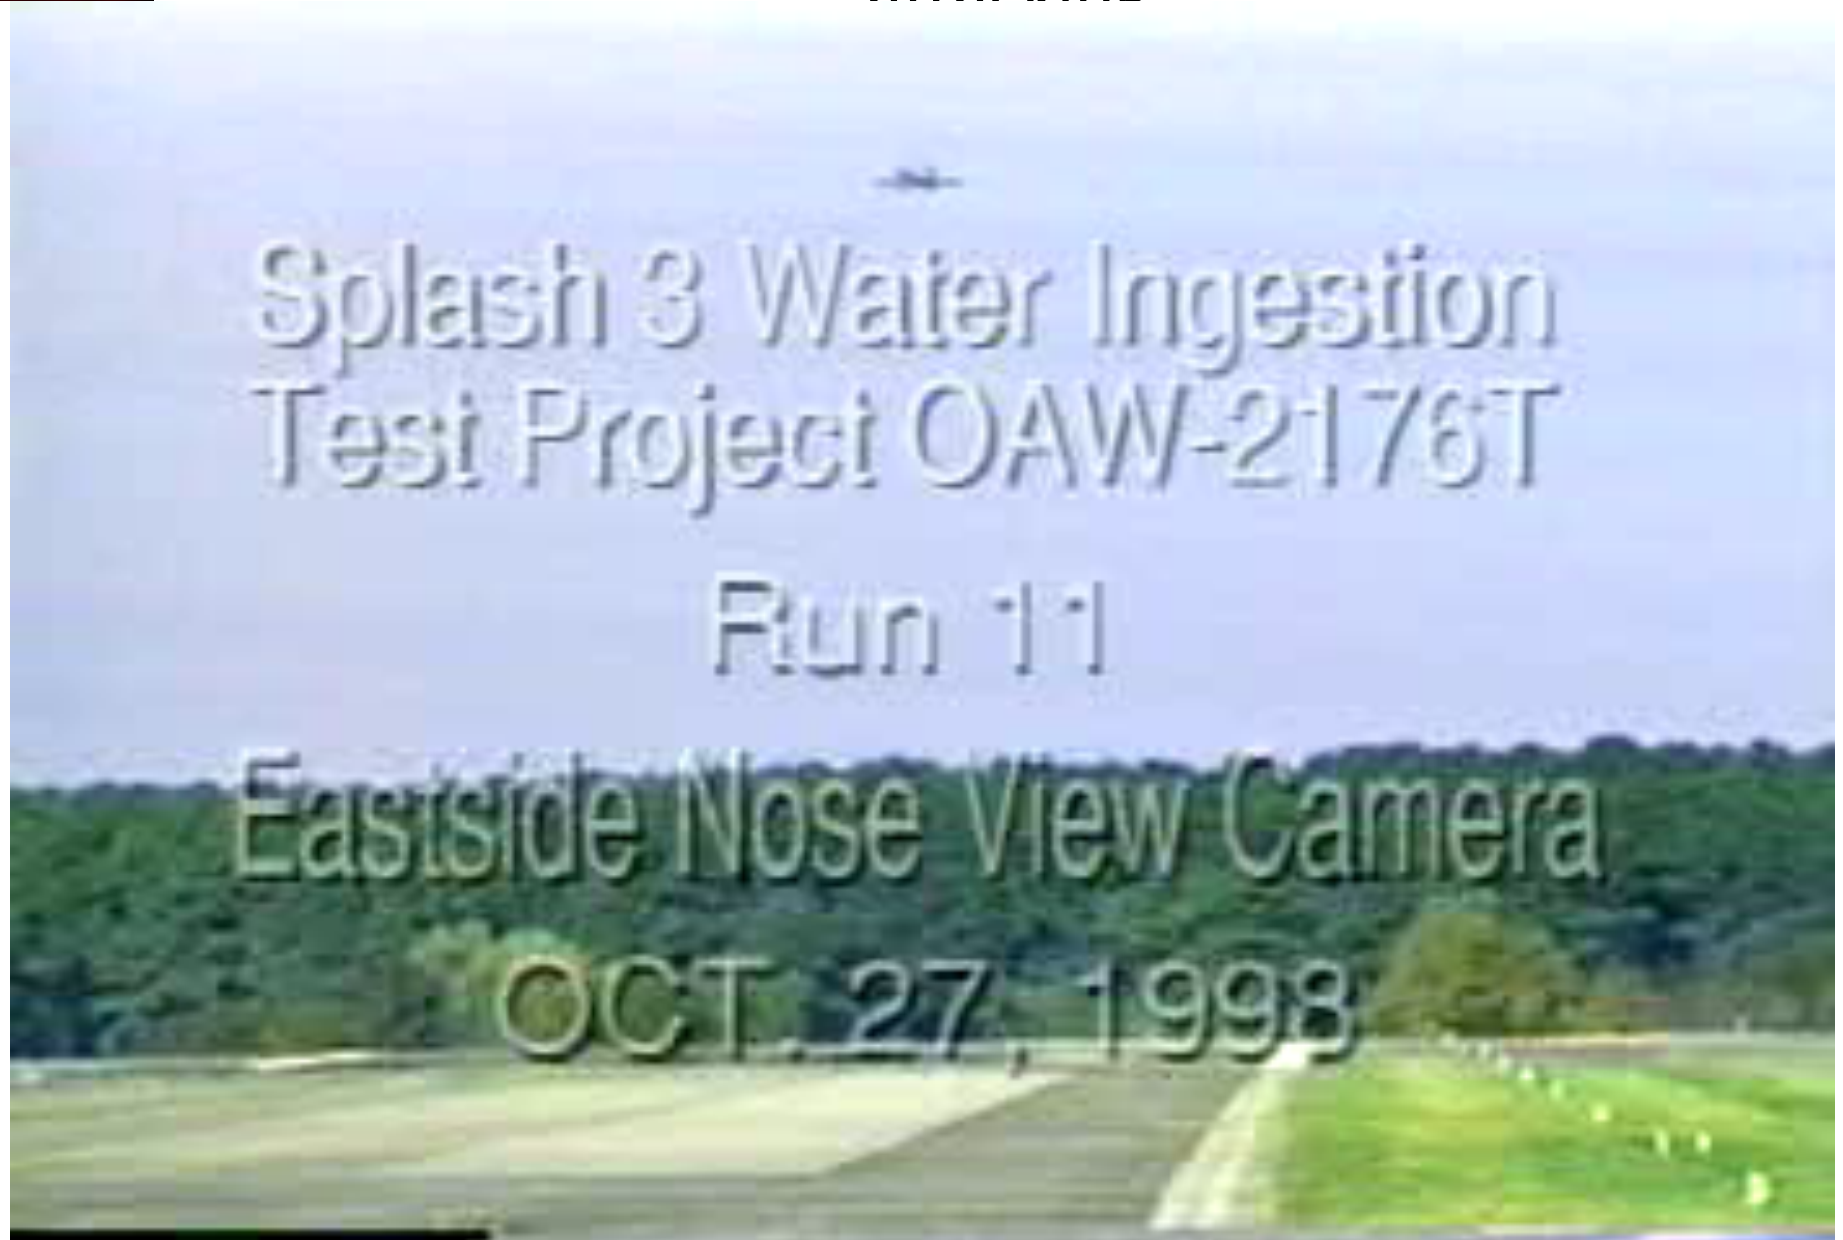 Splash 3 Water Ingestion
Test Project OAW-2176T
Run 11
Eastside Nose View Camera
OCT. 27, 1998